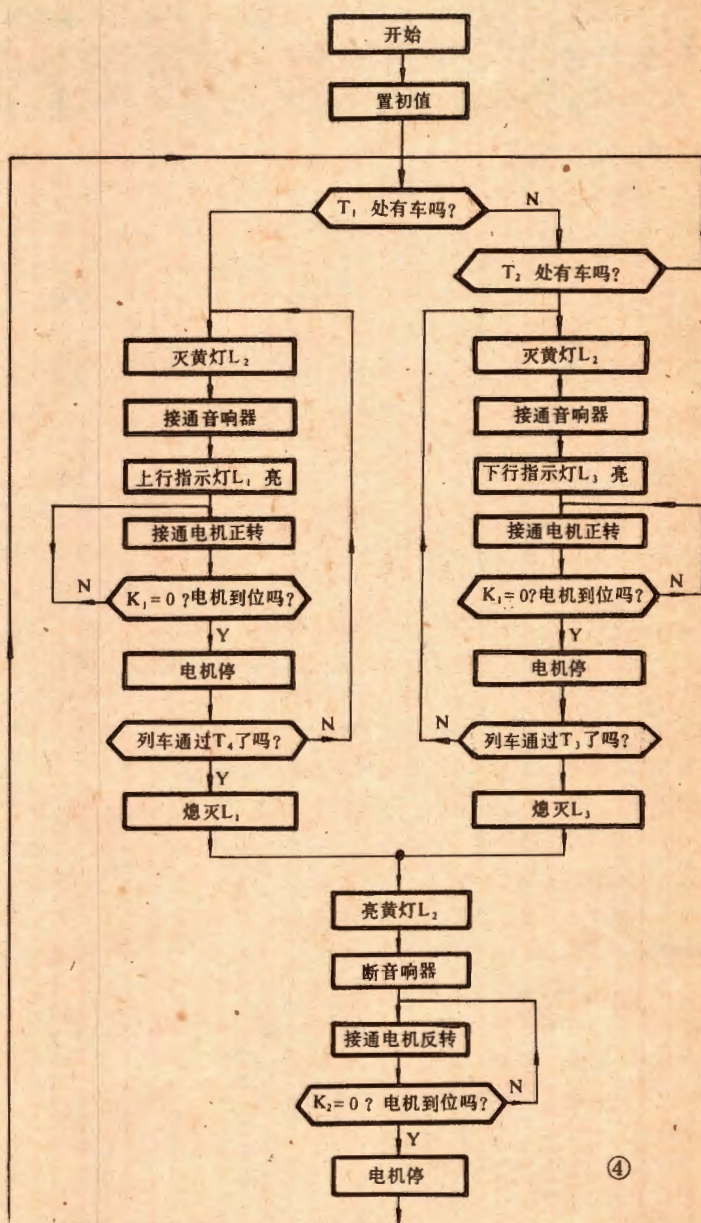 开始
置初值
T₁ 处有车吗?
N
T₂ 处有车吗?
灭黄灯L₂
接通音响器
上行指示灯L₁ 亮
接通电机正转
N
K₁=0?电机到位吗?
Y
电机停
列车通过T₄了吗?
N
Y
熄灭L₁
灭黄灯L₂
接通音响器
下行指示灯L₃ 亮
接通电机正转
K₁=0?电机到位吗?
N
Y
电机停
N
列车通过T₃了吗?
Y
熄灭L₃
亮黄灯L₂
断音响器
接通电机反转
K₂=0? 电机到位吗?
N
Y
电机停
④